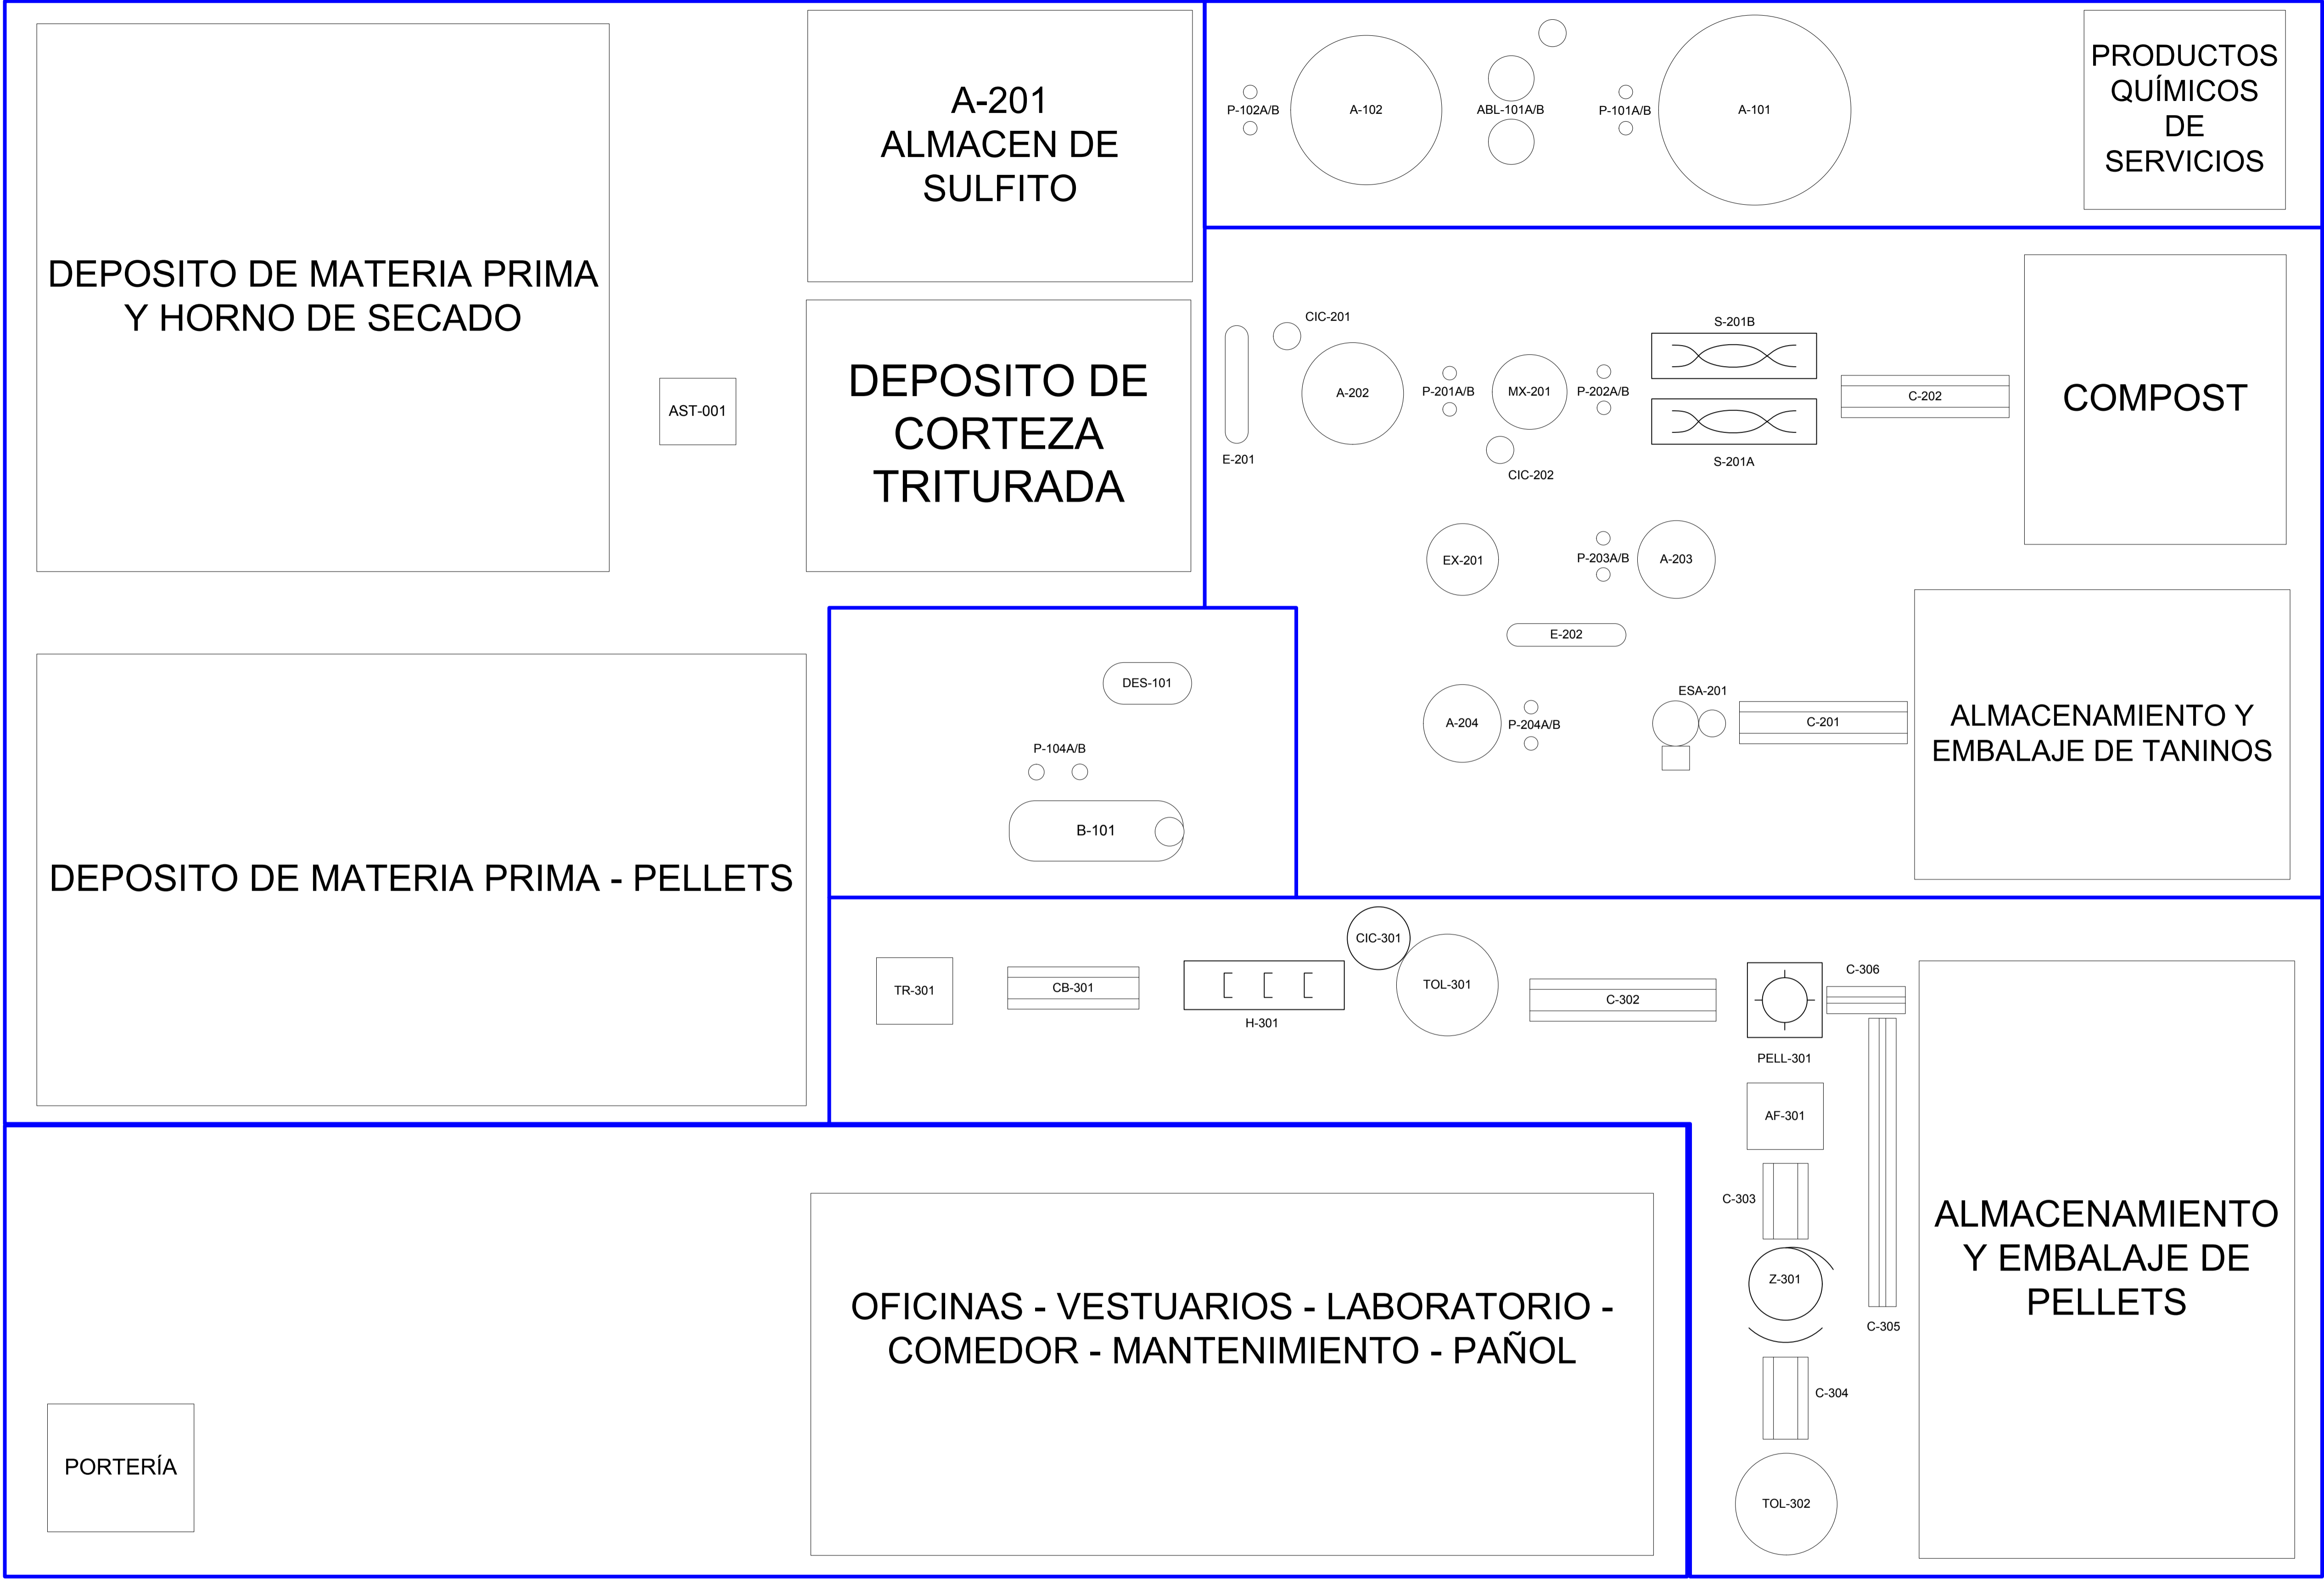 DEPOSITO DE MATERIA PRIMA
Y HORNO DE SECADO
AST-001
A-201
ALMACEN DE
SULFITO
DEPOSITO DE
CORTEZA
TRITURADA
DEPOSITO DE MATERIA PRIMA - PELLETS
P-102A/B
A-102
ABL-101A/B
P-101A/B
A-101
PRODUCTOS
QUÍMICOS
DE
SERVICIOS
CIC-201
E-201
A-202
P-201A/B
MX-201
CIC-202
P-202A/B
S-201B
S-201A
C-202
COMPOST
EX-201
P-203A/B
A-203
E-202
A-204
P-204A/B
ESA-201
C-201
ALMACENAMIENTO Y
EMBALAJE DE TANINOS
DES-101
P-104A/B
B-101
TR-301
CB-301
H-301
CIC-301
TOL-301
C-302
PELL-301
C-306
AF-301
C-303
Z-301
C-305
C-304
TOL-302
ALMACENAMIENTO
Y EMBALAJE DE
PELLETS
OFICINAS - VESTUARIOS - LABORATORIO -
COMEDOR - MANTENIMIENTO - PAÑOL
PORTERÍA